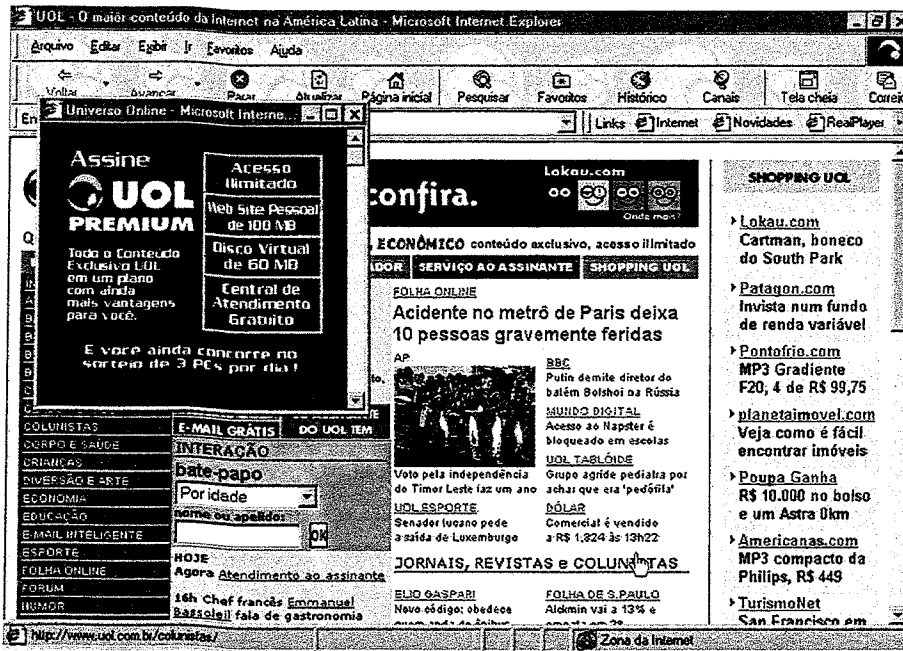 UOL - O maior conteúdo da Internet na América Latina - Microsoft Internet Explorer
Arquivo Editar Exibir Ir Favoritos Ajuda
Voltar Avançar Parar Atualizar Página inicial Pesquisar Favoritos Histórico Canais Tela cheia Correio
Links Internet Novidades RealPlayer
Universo Online - Microsoft Interne...
Assine
UOL
PREMIUM
Todo o Conteúdo
Exclusivo UOL
em um plano
com ainda
mais vantagens
para você.
Acesso
Ilimitado
Web Site Pessoal
de 100 MB
Disco Virtual
de 60 MB
Central de
Atendimento
Gratuito
E você ainda concorre no
sorteio de 3 PCs por dia!
confira.
Lokau.com
Onde mais?
ECONÔMICO conteúdo exclusivo, acesso ilimitado
SERVIÇO AO ASSINANTE SHOPPING UOL
COLUNISTAS
CORPO E SAÚDE
CRIANÇAS
DIVERSÃO E ARTE
ECONOMIA
EDUCAÇÃO
E-MAIL INTELIGENTE
ESPORTE
FOLHA ONLINE
FORUM
HUMOR
E-MAIL GRÁTIS
DO UOL TEM
INTERAÇÃO
bate-papo
Por idade
nome ou apelido:
ok
HOJE
Agora Atendimento ao assinante
16h Chef francês Emmanuel
Bassoleil fala de gastronomia
FOLHA ONLINE
Acidente no metrô de Paris deixa
10 pessoas gravemente feridas
AP
Voto pela independência
do Timor Leste faz um ano
UOL ESPORTE
Senador lucano pede
a saída de Luxemburgo
BBC
Putin demite diretor do
balém Bolshoi na Rússia
MUNDO DIGITAL
Acesso ao Napster é
bloqueado em escolas
UOL TABLÓIDE
Grupo agride pediatra por
achar que era 'pedófila'
DÓLAR
Comercial é vendido
a R$ 1,824 às 13h22
JORNAIS, REVISTAS e COLUNISTAS
ELIO GASPARI
Novo código: obedece
quem anda de ônibus
FOLHA DE S.PAULO
Alckmin vai a 13% e
SHOPPING UOL
Lokau.com
Cartman, boneco
do South Park
Patagon.com
Invista num fundo
de renda variável
Pontofrio.com
MP3 Gradiente
F20; 4 de R$ 99,75
planetaimovel.com
Veja como é fácil
encontrar imóveis
Poupa Ganha
R$ 10.000 no bolso
e um Astra 0km
Americanas.com
MP3 compacto da
Philips, R$ 449
TurismoNet
San Francisco em
http://www.uol.com.br/colunistas/
Zona da Internet